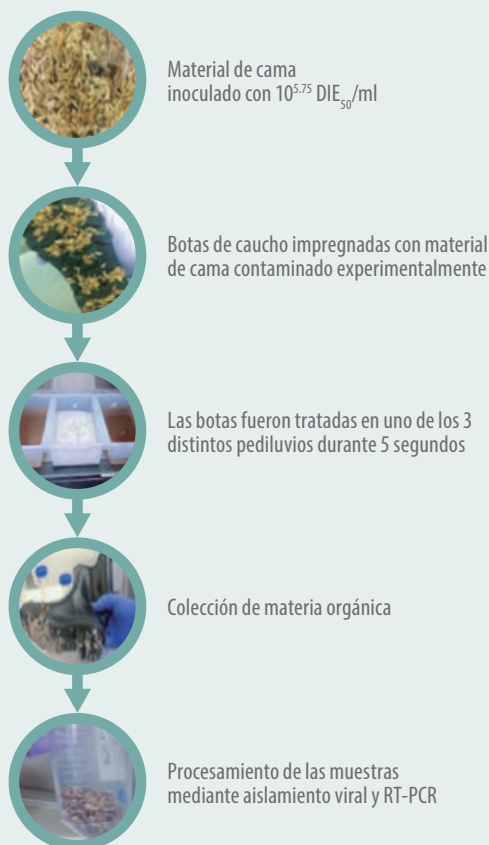 Material de cama
inoculado con 10^5.75 DIE_50/ml
Botas de caucho impregnadas con material
de cama contaminado experimentalmente
Las botas fueron tratadas en uno de los 3
distintos pediluvios durante 5 segundos
Colección de materia orgánica
Procesamiento de las muestras
mediante aislamiento viral y RT-PCR